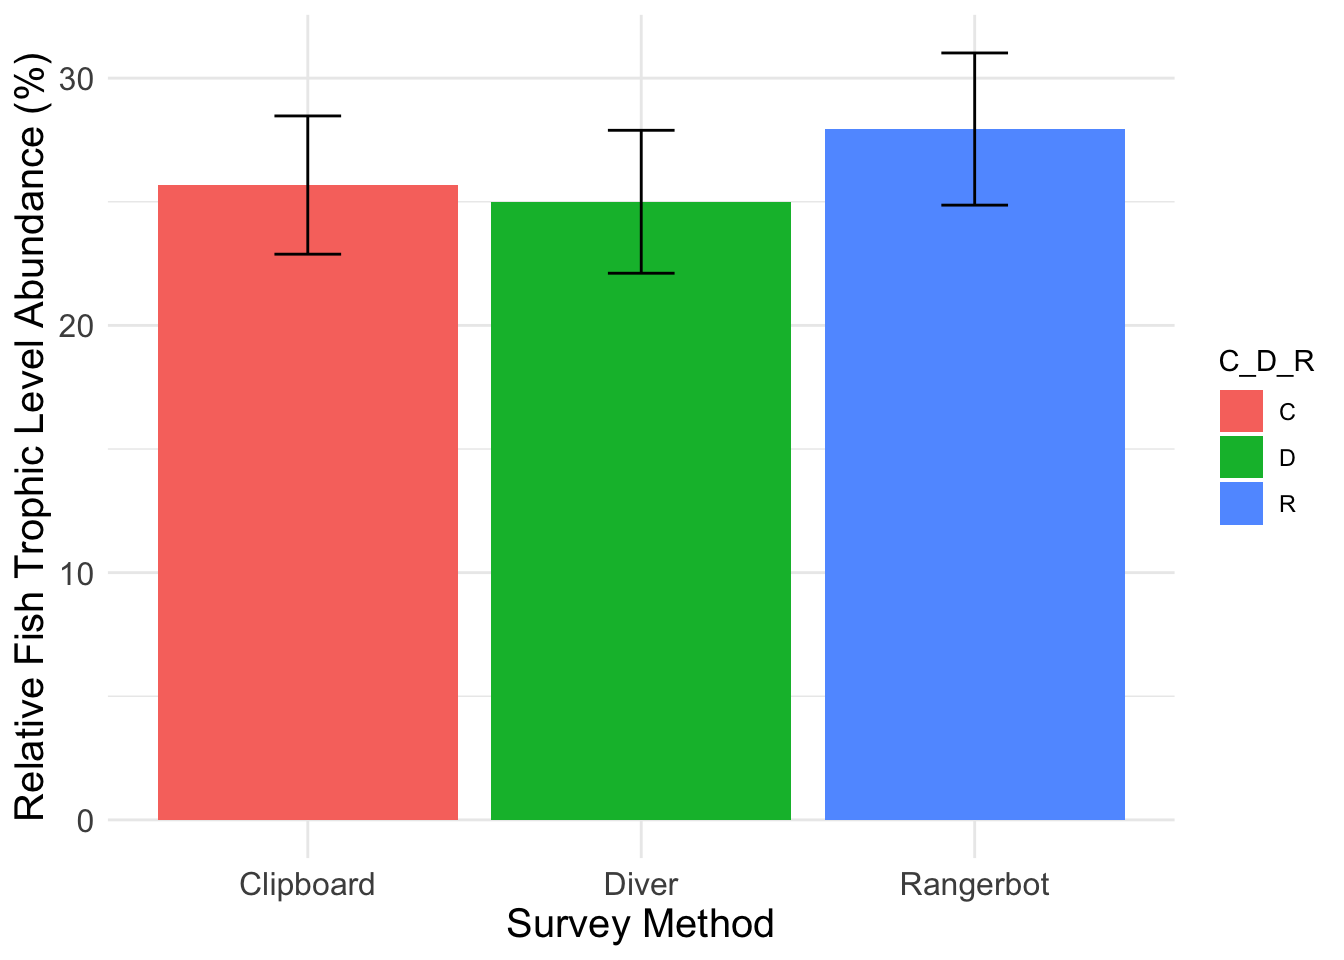 Relative Fish Trophic Level Abundance (%)
30
20
10
0
Clipboard
Diver
Rangerbot
Survey Method
C_D_R
C
D
R